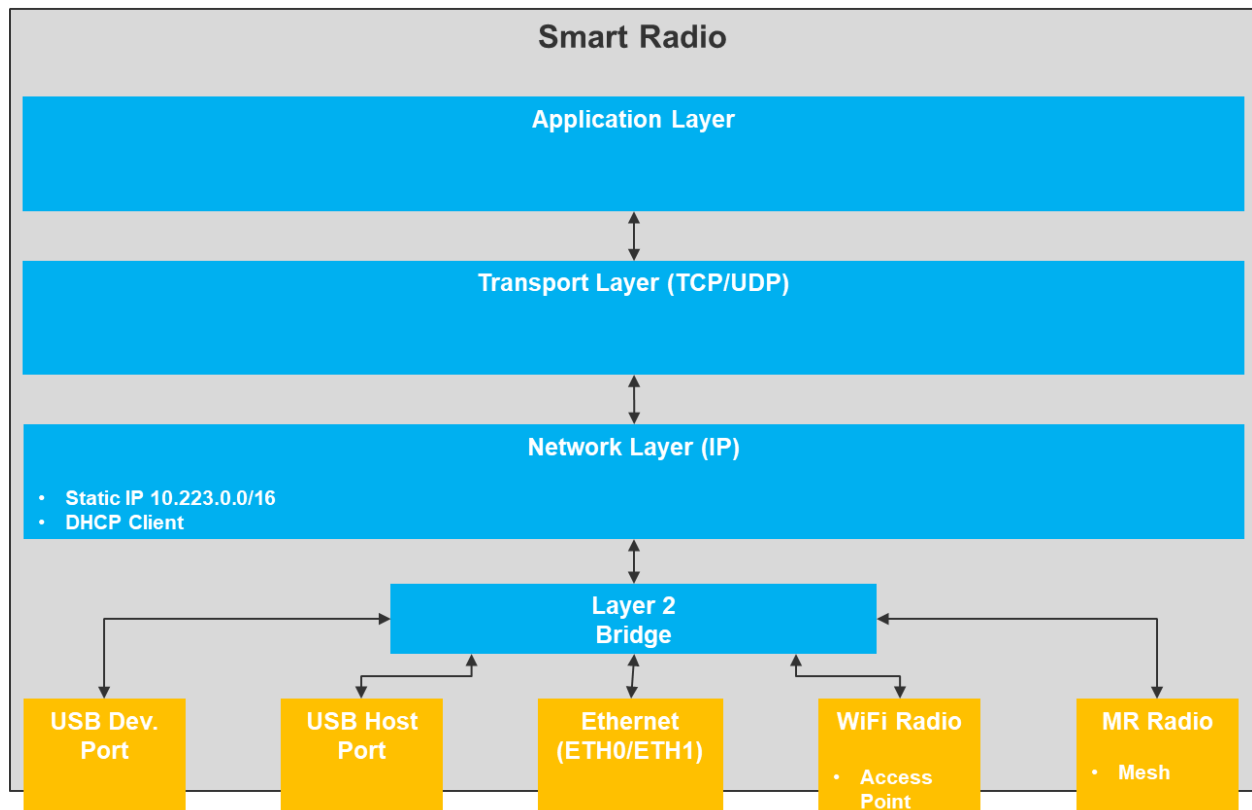 Smart Radio
Application Layer
Transport Layer (TCP/UDP)
Network Layer (IP)
• Static IP 10.223.0.0/16
• DHCP Client
Layer 2
Bridge
USB Dev.
Port
USB Host
Port
Ethernet
(ETH0/ETH1)
WiFi Radio
• Access
Point
MR Radio
• Mesh